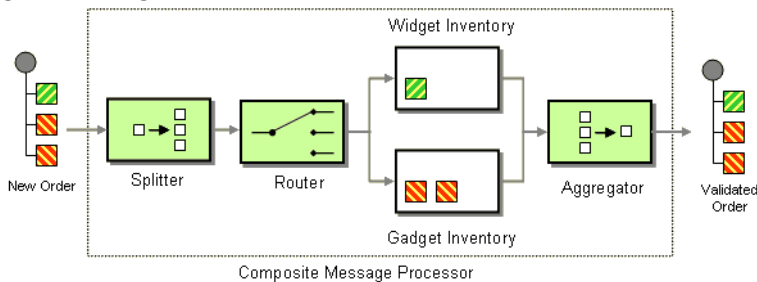 Widget Inventory
New Order
Splitter
Router
Aggregator
Validated
Order
Gadget Inventory
Composite Message Processor